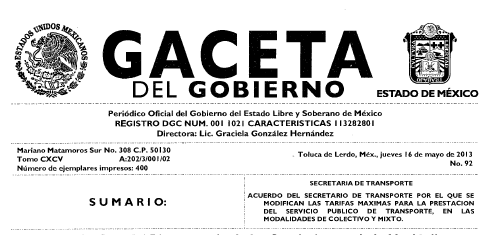 ESTADOS UNIDOS MEXICANOS
GACETA
DEL GOBIERNO
ESTADO DE MÉXICO
Periódico Oficial del Gobierno del Estado Libre y Soberano de México
REGISTRO DGC NUM. 001 1021 CARACTERISTICAS 113282801
Directora: Lic. Graciela González Hernández
Mariano Matamoros Sur No. 308 C.P. 50130
Tomo CXCV A:202/3/001/02
Número de ejemplares impresos: 400
Toluca de Lerdo, Méx., jueves 16 de mayo de 2013
No. 92
SUMARIO:
SECRETARIA DE TRANSPORTE
ACUERDO DEL SECRETARIO DE TRANSPORTE POR EL QUE SE
MODIFICAN LAS TARIFAS MAXIMAS PARA LA PRESTACION
DEL SERVICIO PUBLICO DE TRANSPORTE, EN LAS
MODALIDADES DE COLECTIVO Y MIXTO.